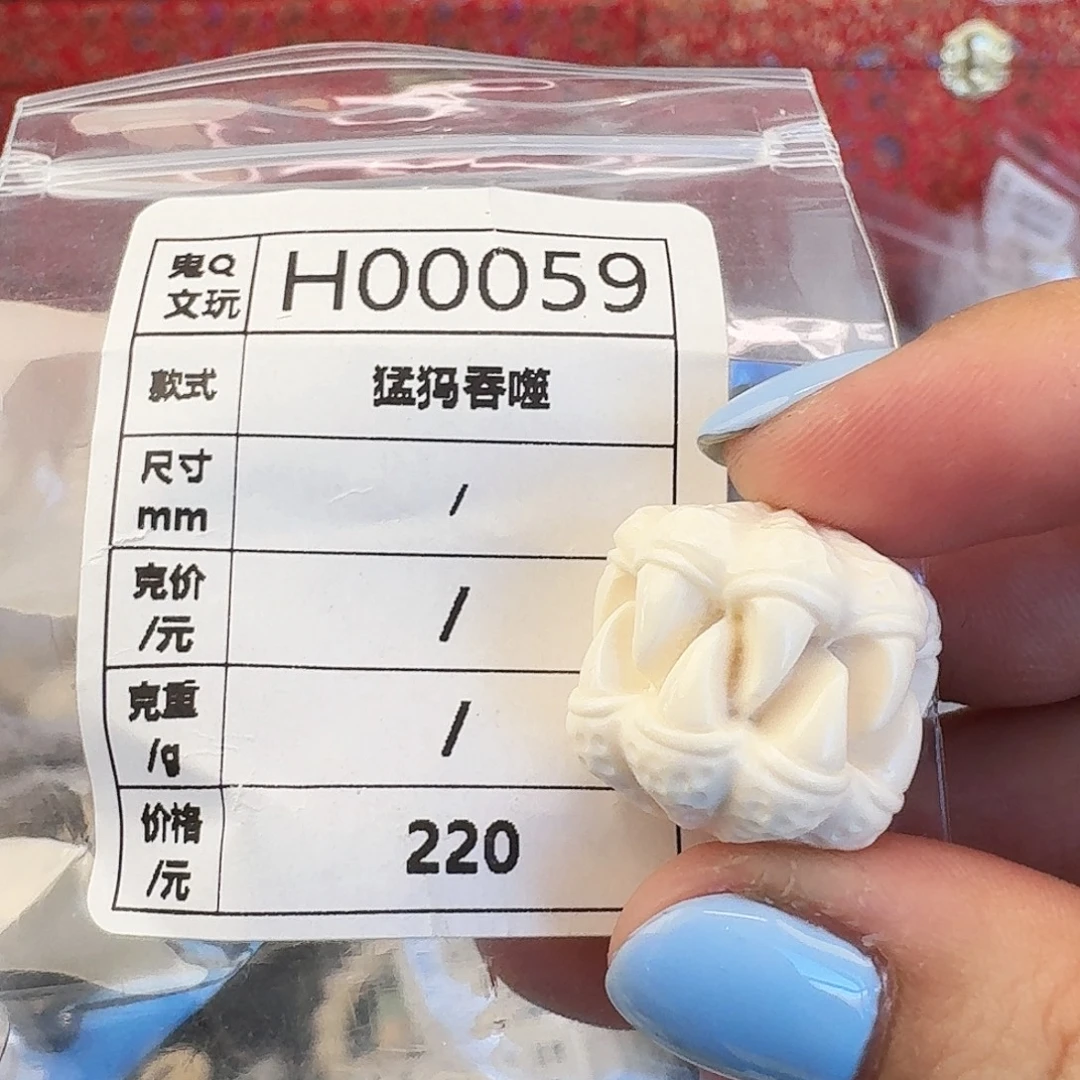 鬼Q
文玩
H00059
款式
猛犸吞噬
尺寸
mm
/
克价
/元
/
克重
/g
/
价格
/元
220